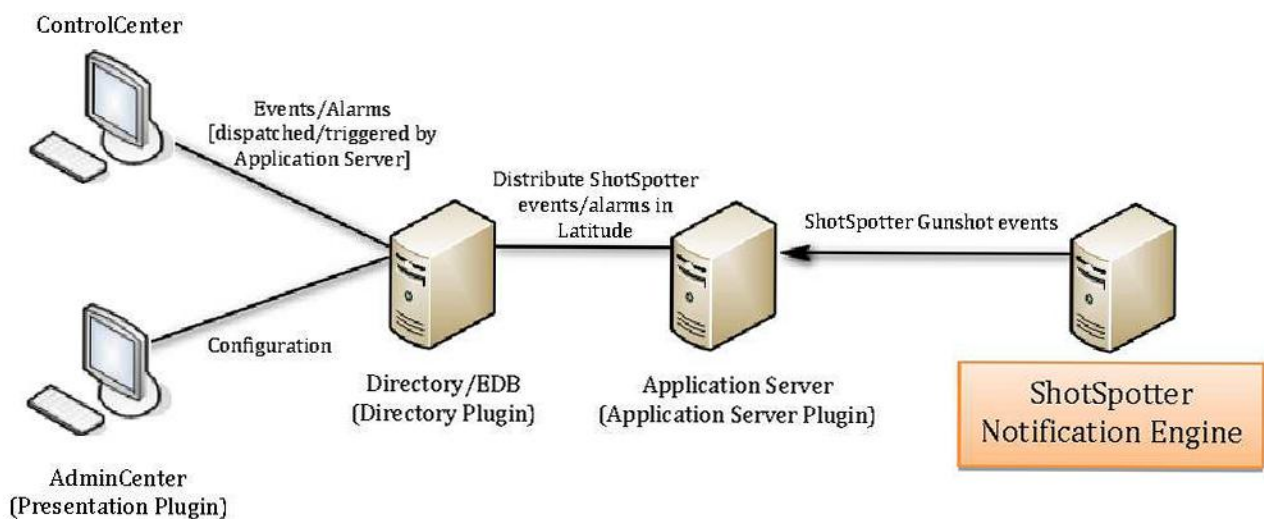 ControlCenter
Events/Alarms
[dispatched/triggered by
Application Server]
Distribute ShotSpotter
events/alarms in
Latitude
ShotSpotter Gunshot events
Configuration
Directory/EDB
(Directory Plugin)
Application Server
(Application Server Plugin)
ShotSpotter
Notification Engine
AdminCenter
(Presentation Plugin)